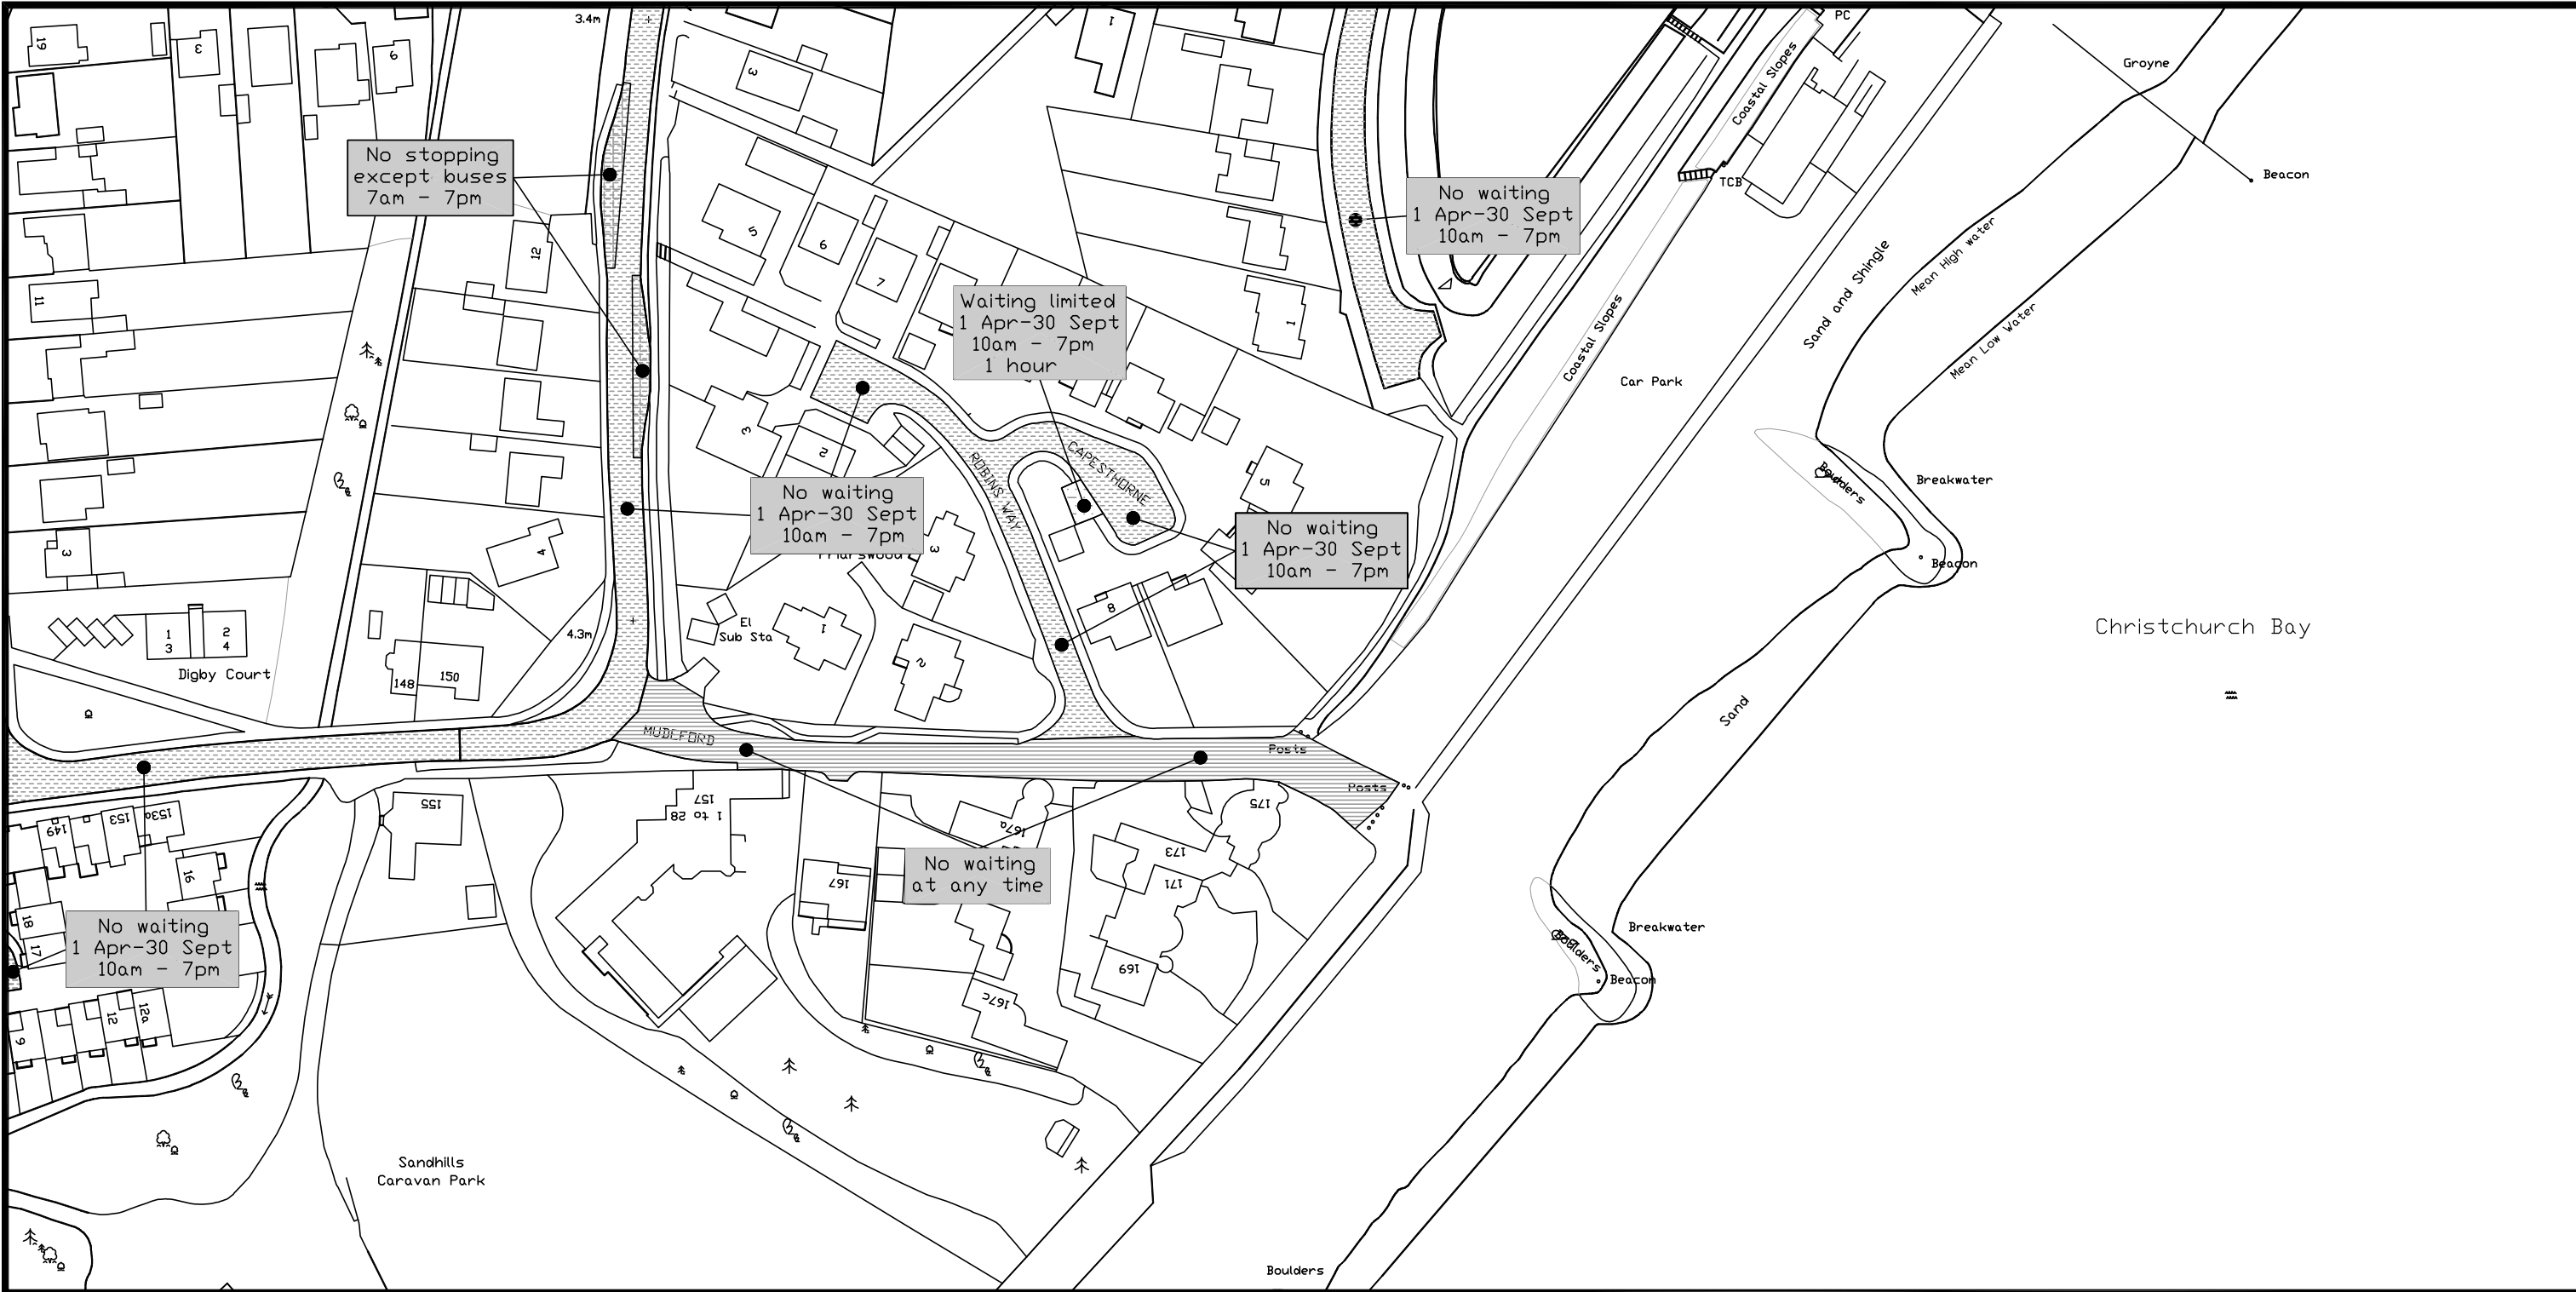 3.4m
PC
19
3
9
3
1
Groyne
Coastal Slopes
No stopping
except buses
7am - 7pm
TCB
Beacon
No waiting
1 Apr-30 Sept
10am - 7pm
12
5
6
7
11
Waiting limited
1 Apr-30 Sept
10am - 7pm
1 hour
1
Mean High water
Sand and Shingle
Mean Low Water
Coastal Slopes
Car Park
3
2
CAPESTHORNE
ROBINS WAY
5
Boulders
Breakwater
No waiting
1 Apr-30 Sept
10am - 7pm
Friarswood
3
No waiting
1 Apr-30 Sept
10am - 7pm
3
4
Beacon
8
El
Sub Sta
1
2
1
3
2
4
4.3m
Digby Court
148
150
Christchurch Bay
Sand
MUDEFORD
Posts
Posts
155
157
1 to 28
149
153
153a
167a
175
173
171
167
16
No waiting
at any time
18
17
No waiting
1 Apr-30 Sept
10am - 7pm
Breakwater
Boulders
Beacon
169
167c
9
12
12a
Sandhills
Caravan Park
Boulders